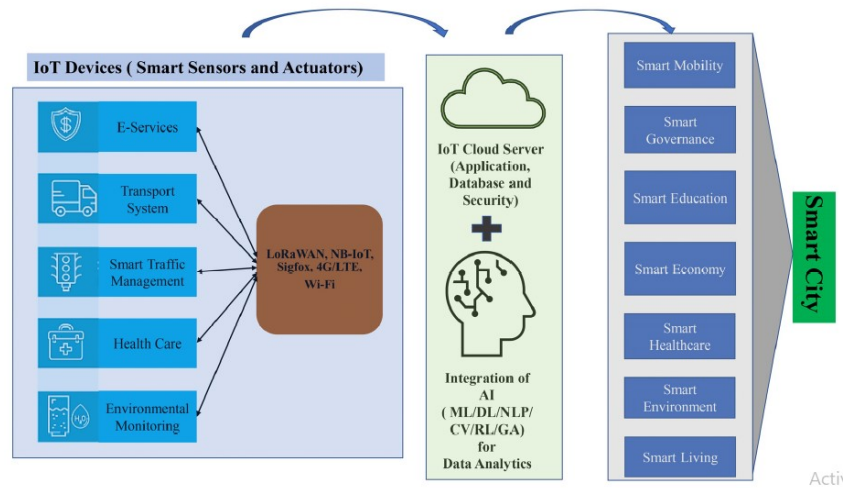 IoT Devices ( Smart Sensors and Actuators)
$
E-Services
Transport
System
Smart Traffic
Management
Health Care
H₂O
Environmental
Monitoring
LoRaWAN, NB-IoT,
Sigfox, 4G/LTE,
Wi-Fi
IoT Cloud Server
(Application,
Database and
Security)
Integration of
AI
( ML/DL/NLP/
CV/RL/GA)
for
Data Analytics
Smart Mobility
Smart
Governance
Smart Education
Smart Economy
Smart
Healthcare
Smart
Environment
Smart Living
Smart City
Activ